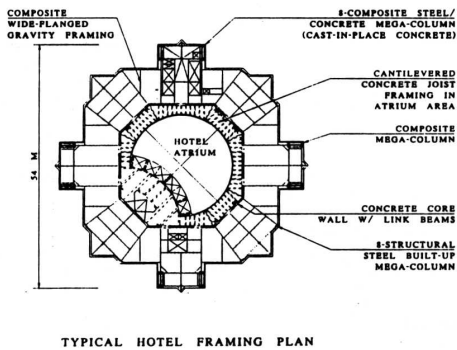 COMPOSITE
WIDE-FLANGED
GRAVITY FRAMING
8-COMPOSITE STEEL/
CONCRETE MEGA-COLUMN
(CAST-IN-PLACE CONCRETE)
CANTILEVERED
CONCRETE JOIST
FRAMING IN
ATRIUM AREA
COMPOSITE
MEGA-COLUMN
HOTEL
ATRIUM
54 M
CONCRETE CORE
WALL W/ LINK BEAMS
8-STRUCTURAL
STEEL BUILT-UP
MEGA-COLUMN
TYPICAL HOTEL FRAMING PLAN